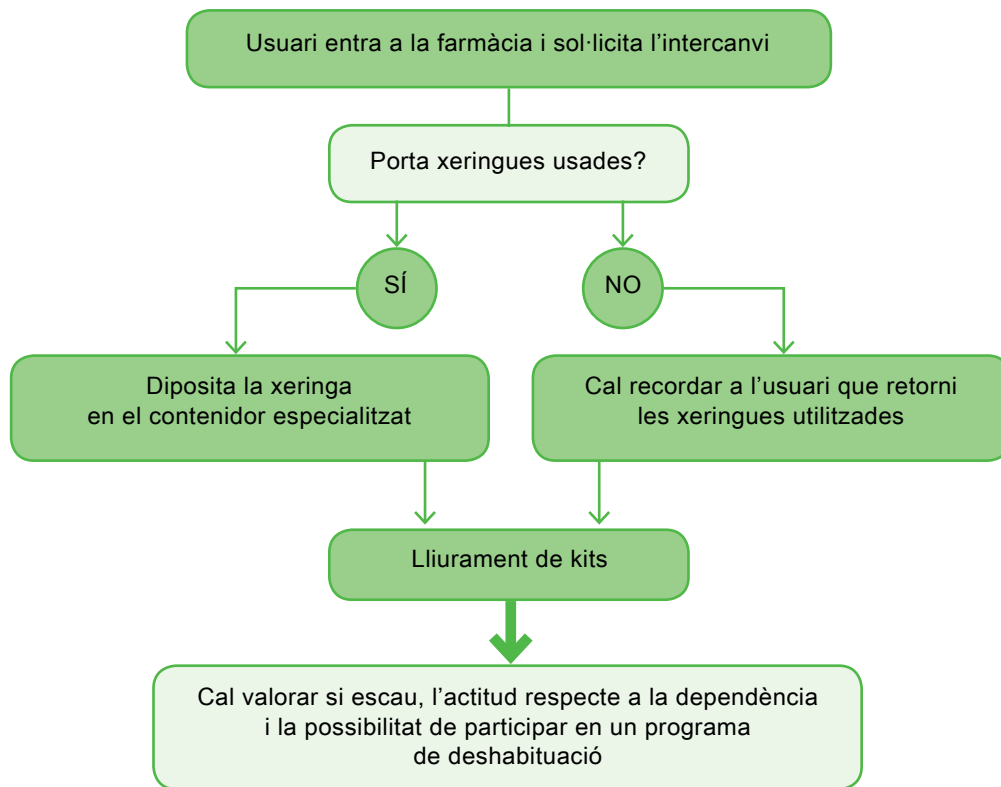 Usuari entra a la farmàcia i sol·licita l’intercanvi
Porta xeringues usades?
SÍ
NO
Diposita la xeringa
en el contenidor especialitzat
Cal recordar a l’usuari que retorni
les xeringues utilitzades
Lliurament de kits
Cal valorar si escau, l’actitud respecte a la dependència
i la possibilitat de participar en un programa
de deshabituació